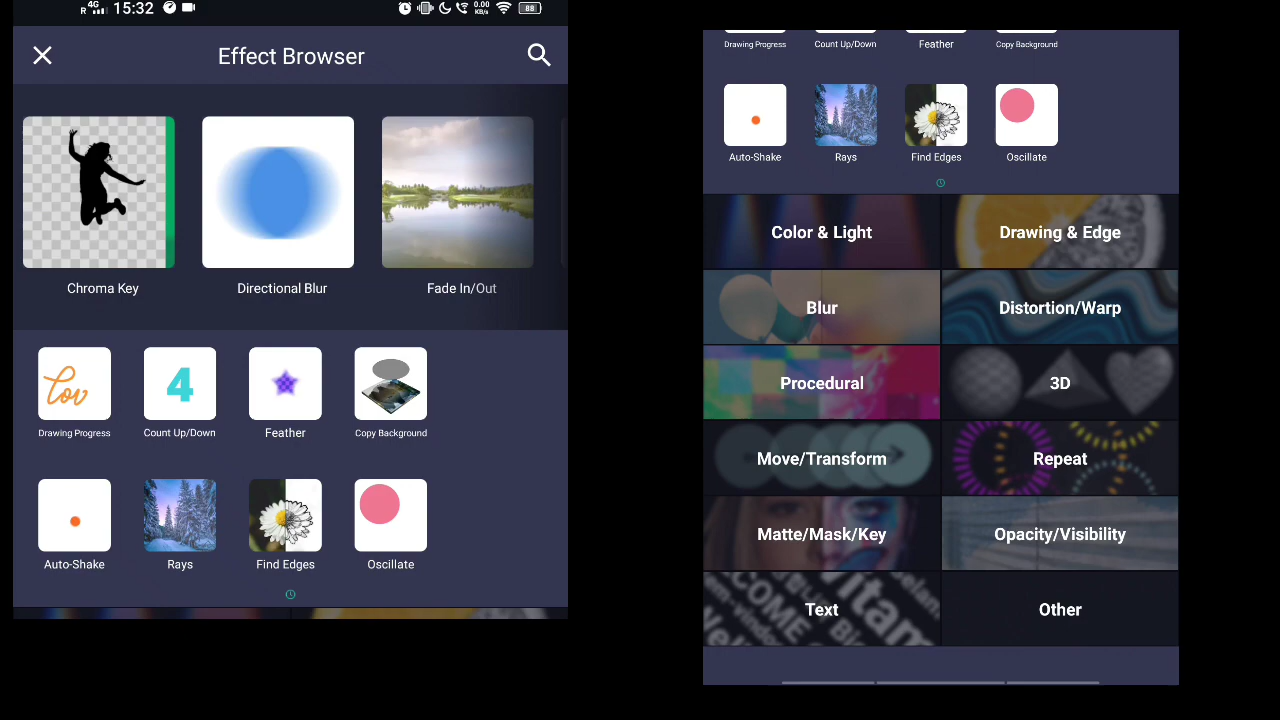 R 4G 15:32 0.00 KB/s 88
Effect Browser
Chroma Key Directional Blur Fade In/Out
lov 4
Drawing Progress Count Up/Down Feather Copy Background
Auto-Shake Rays Find Edges Oscillate
Drawing Progress Count Up/Down Feather Copy Background
Auto-Shake Rays Find Edges Oscillate
Color & Light Drawing & Edge
Blur Distortion/Warp
Procedural 3D
Move/Transform Repeat
Matte/Mask/Key Opacity/Visibility
Text Other